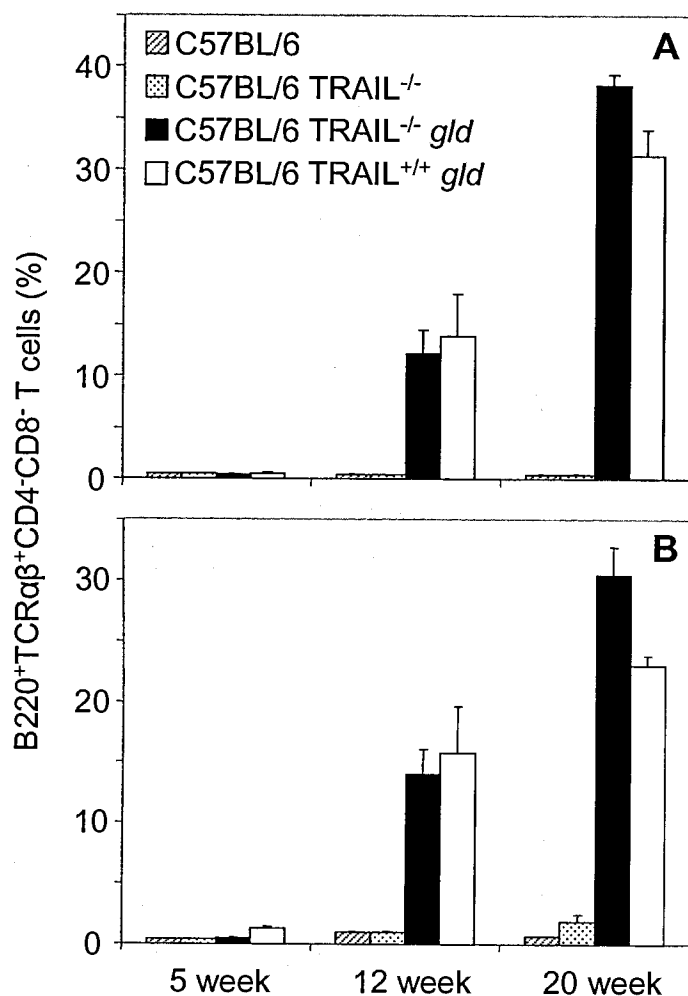 C57BL/6
A
C57BL/6 TRAIL-/-
C57BL/6 TRAIL-/- gld
C57BL/6 TRAIL+/+ gld
40
30
20
10
0
B220+TCRαβ+CD4-CD8- T cells (%)
B
30
20
10
0
5 week 12 week 20 week